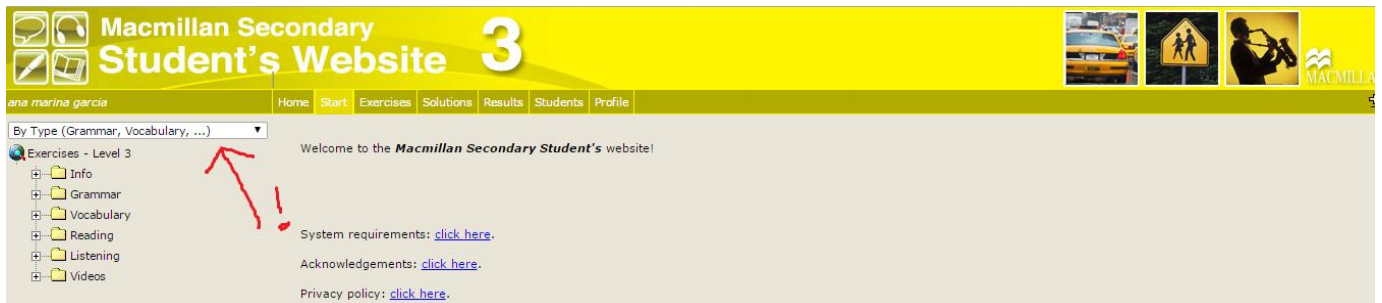 Macmillan Secondary
Student's Website 3
MACMILLA
ana marina garcia
Home Start Exercises Solutions Results Students Profile
By Type (Grammar, Vocabulary, ...)
Exercises - Level 3
Info
Grammar
Vocabulary
Reading
Listening
Videos
Welcome to the Macmillan Secondary Student's website!
!
System requirements: click here.
Acknowledgements: click here.
Privacy policy: click here.